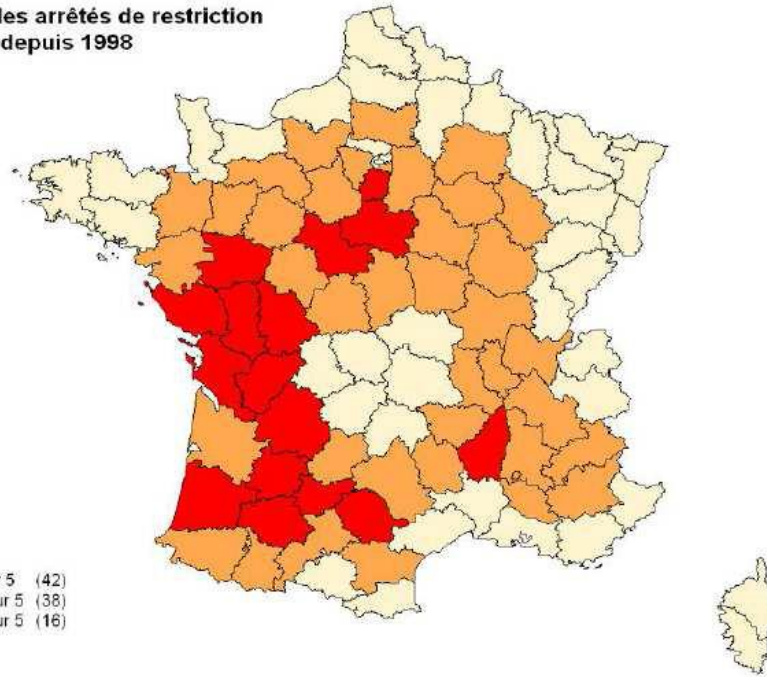 les arrêtés de restriction
depuis 1998
5 (42)
ur 5 (38)
ur 5 (16)